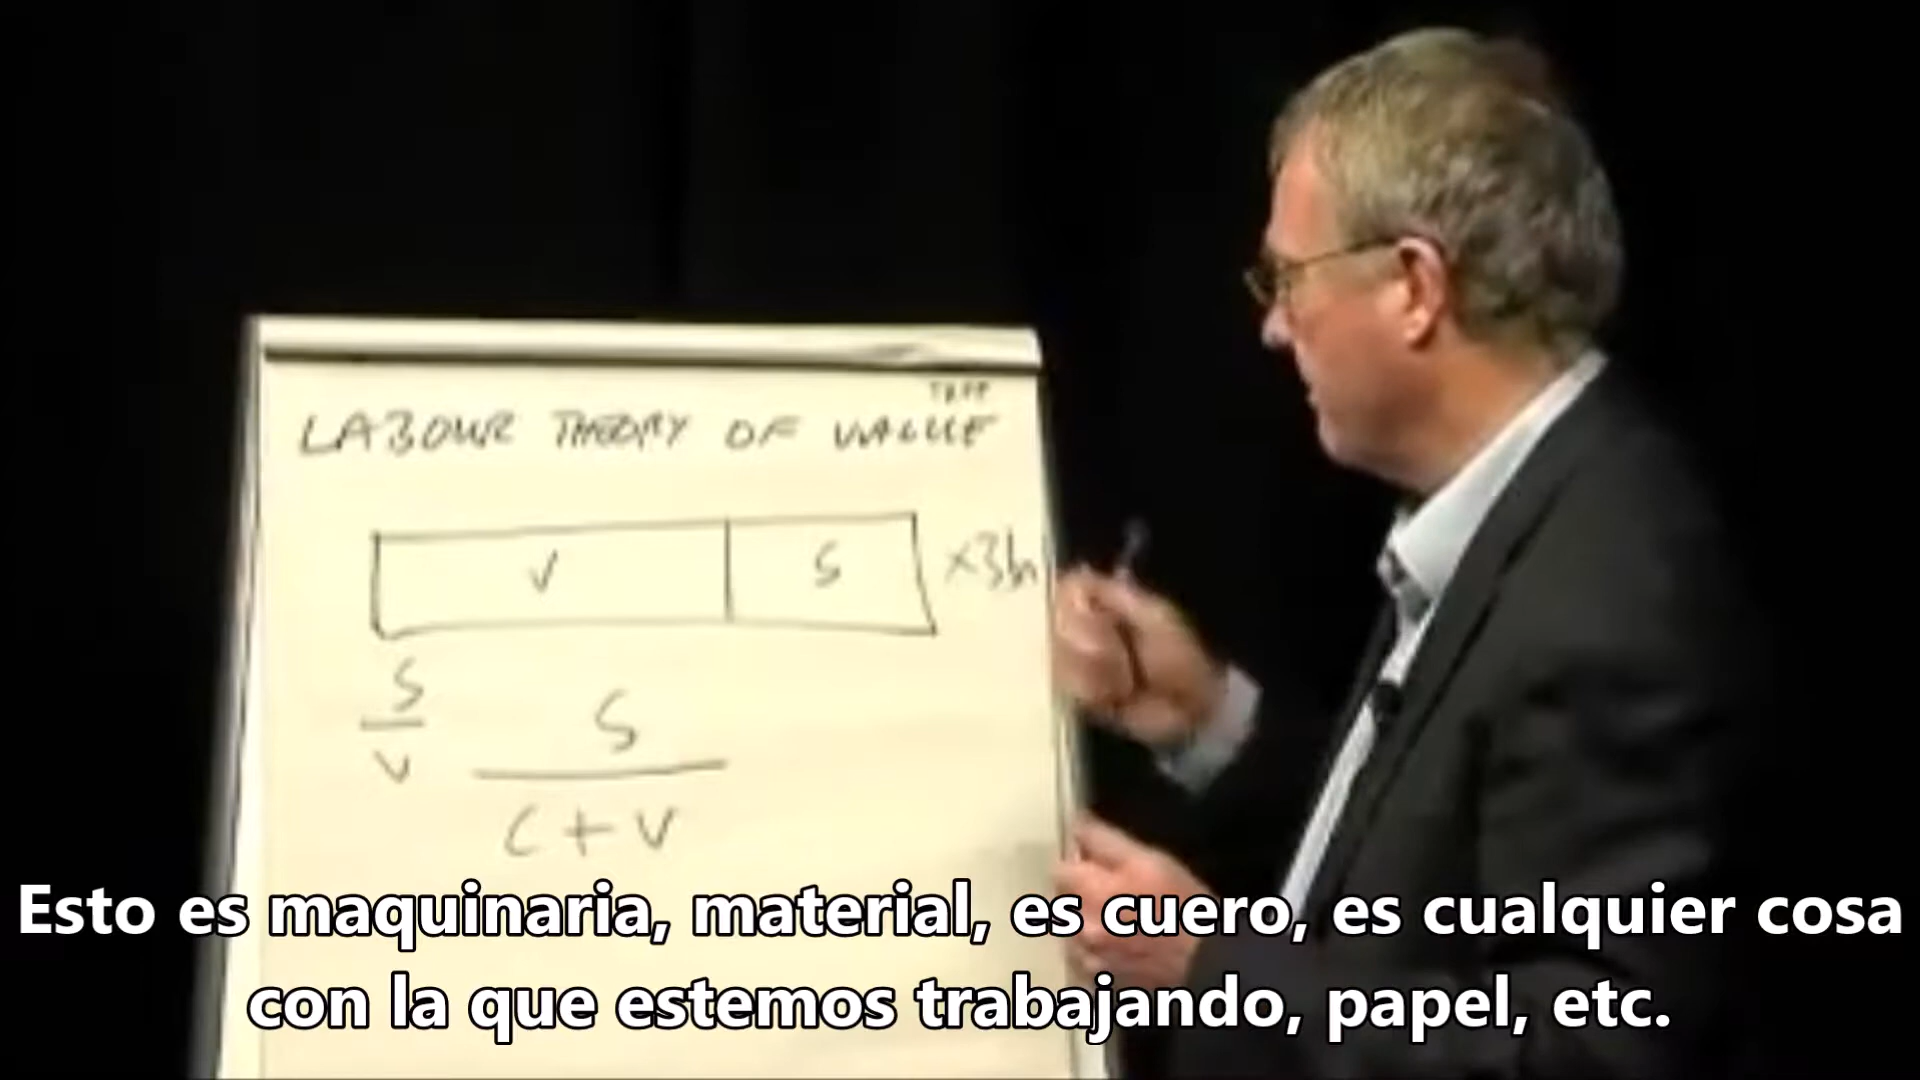 LABOUR THEORY OF VALUE
V S x3bn
S
V
S
C + V
Esto es maquinaria, material, es cuero, es cualquier cosa
con la que estemos trabajando, papel, etc.